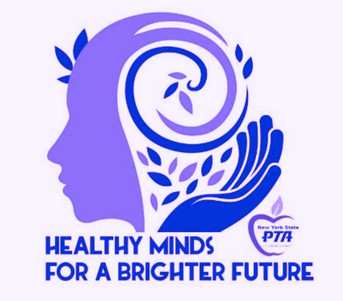 HEALTHY MINDS
FOR A BRIGHTER FUTURE
New York State
PTA